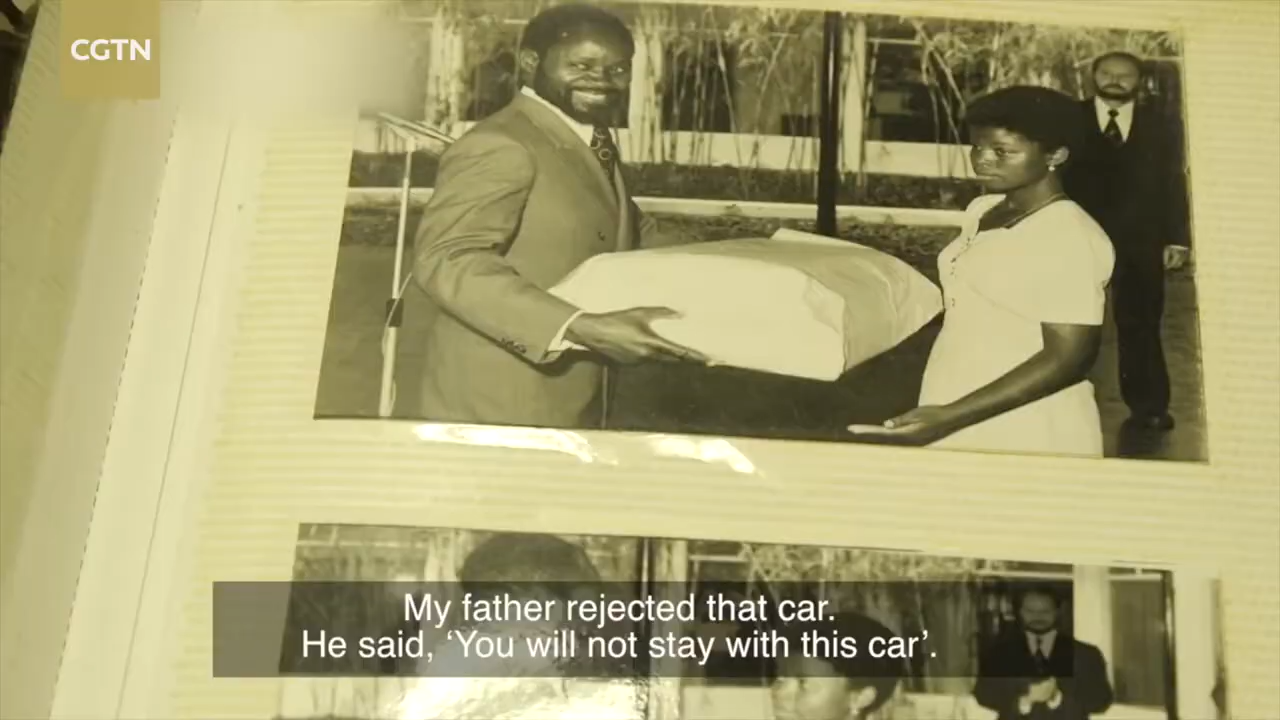 CGTN
My father rejected that car.
He said, ‘You will not stay with this car’.